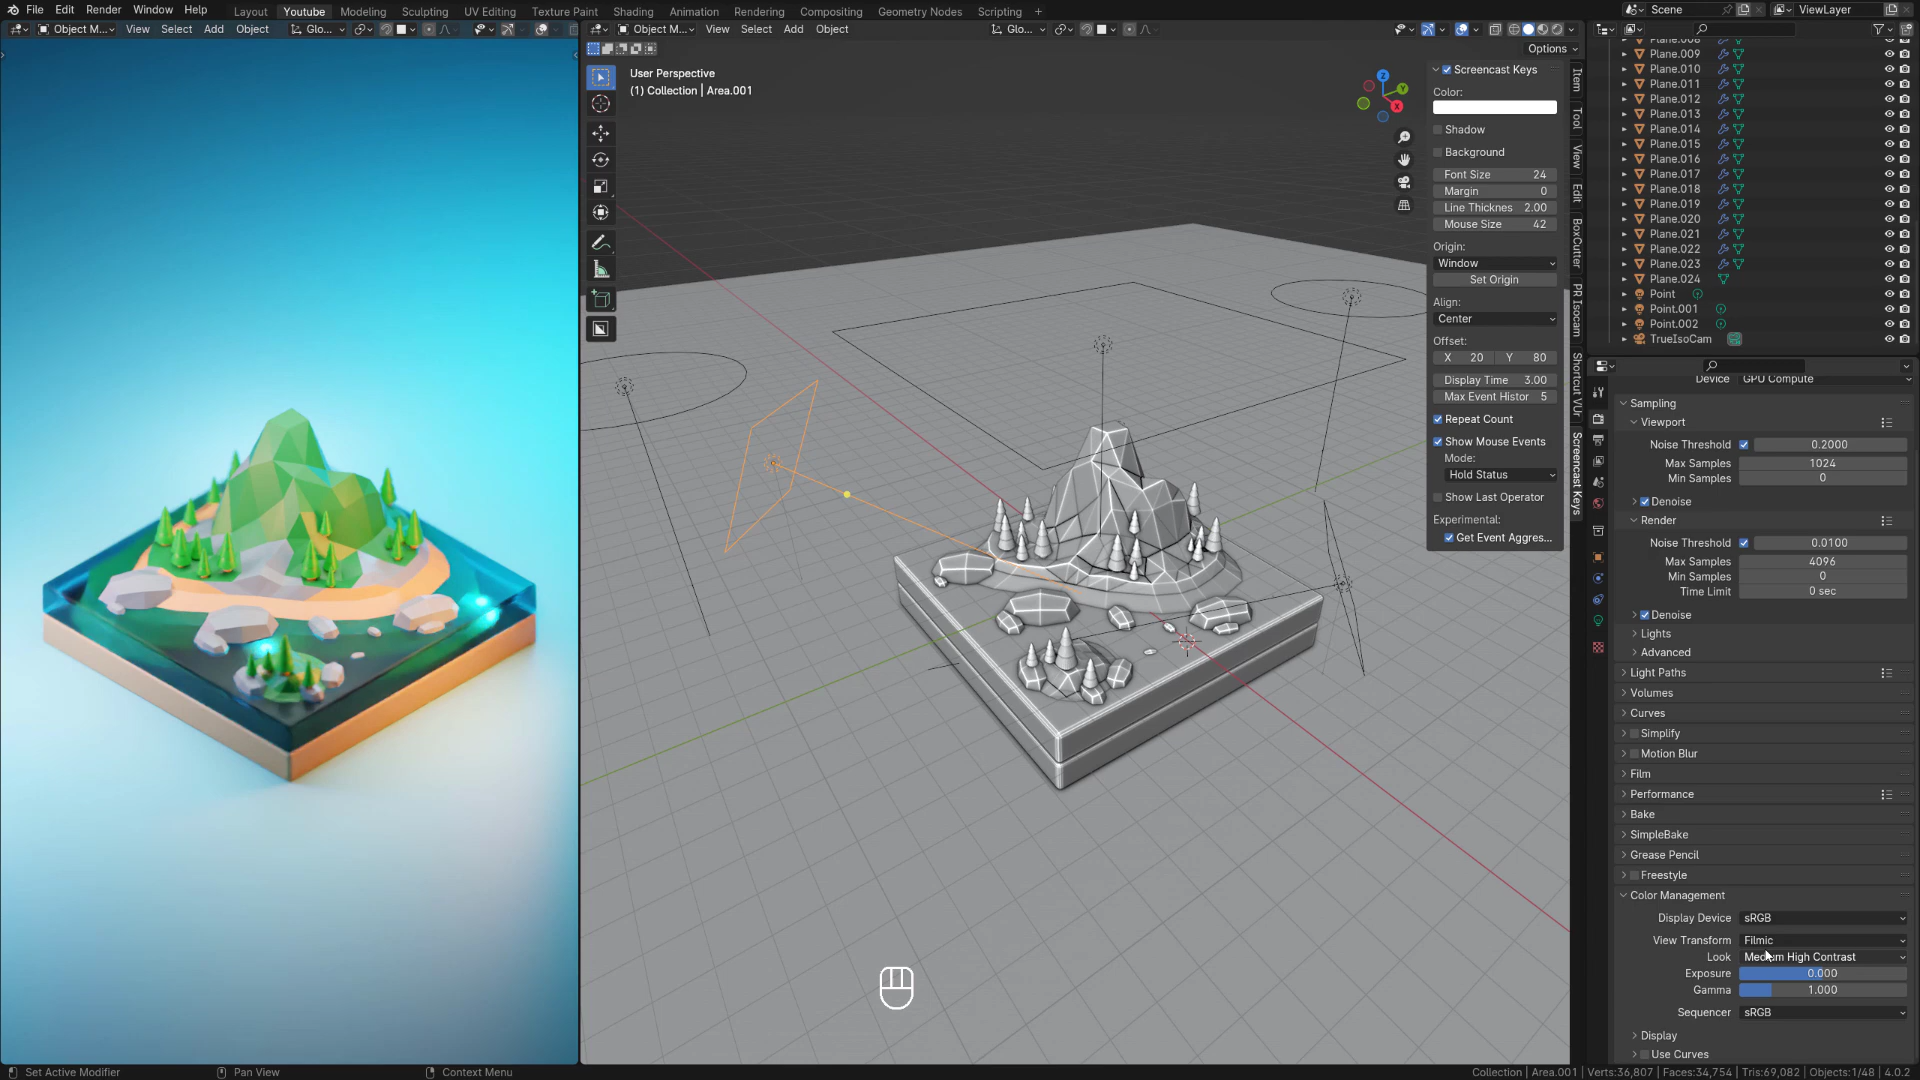 File Edit Render Window Help
Layout Youtube Modeling Sculpting UV Editing Texture Paint Shading Animation Rendering Compositing Geometry Nodes Scripting +
Scene
ViewLayer
Object M... View Select Add Object Glo...
Object M... View Select Add Object Glo...
Options
User Perspective
(1) Collection | Area.001
Z
Y
X
Screencast Keys
Color:
Shadow
Background
Font Size 24
Margin 0
Line Thicknes 2.00
Mouse Size 42
Origin:
Window
Set Origin
Align:
Center
Offset:
X 20 Y 80
Display Time 3.00
Max Event Histor 5
Repeat Count
Show Mouse Events
Mode:
Hold Status
Show Last Operator
Experimental:
Get Event Aggres...
Item
Tool
View
Edit
BoxCutter
PR Isocam
Shortcut VUr
Screencast Keys
Plane.008
Plane.009
Plane.010
Plane.011
Plane.012
Plane.013
Plane.014
Plane.015
Plane.016
Plane.017
Plane.018
Plane.019
Plane.020
Plane.021
Plane.022
Plane.023
Plane.024
Point
Point.001
Point.002
TrueIsoCam
Device GPU Compute
Sampling
Viewport
Noise Threshold 0.2000
Max Samples 1024
Min Samples 0
Denoise
Render
Noise Threshold 0.0100
Max Samples 4096
Min Samples 0
Time Limit 0 sec
Denoise
Lights
Advanced
Light Paths
Volumes
Curves
Simplify
Motion Blur
Film
Performance
Bake
SimpleBake
Grease Pencil
Freestyle
Color Management
Display Device sRGB
View Transform Filmic
Look Medium High Contrast
Exposure 0.000
Gamma 1.000
Sequencer sRGB
Display
Use Curves
Set Active Modifier Pan View Context Menu
Collection | Area.001 | Verts:36,807 | Faces:34,754 | Tris:69,082 | Objects:1/48 | 4.0.2